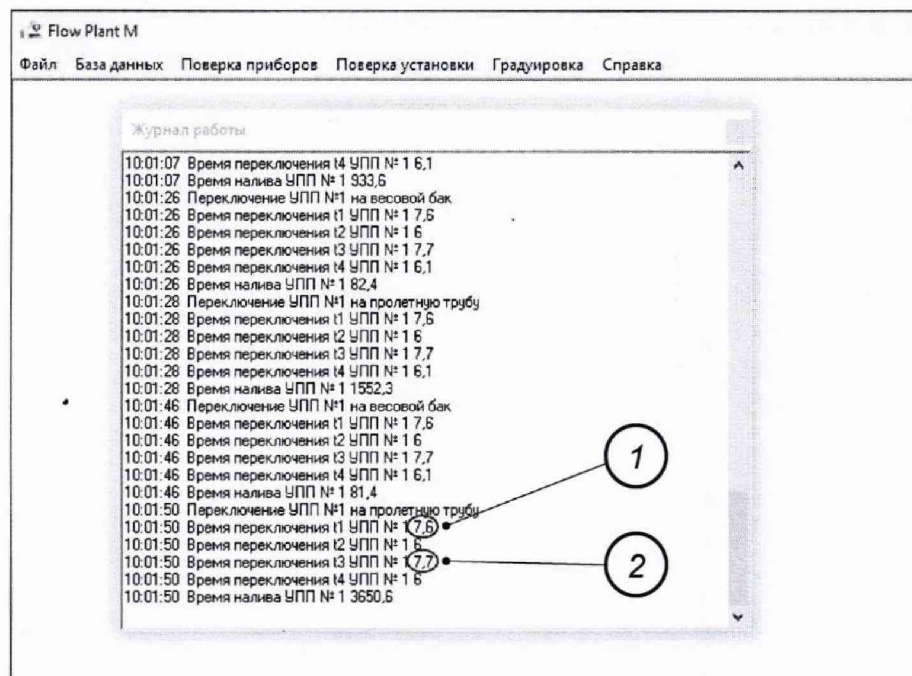 Flow Plant M
Файл База данных Поверка приборов Поверка установки Градуировка Справка
Журнал работы
10:01:07 Время переключения t4 УПП № 1 6,1
10:01:07 Время налива УПП № 1 933,6
10:01:26 Переключение УПП №1 на весовой бак
10:01:26 Время переключения t1 УПП № 1 7,6
10:01:26 Время переключения t2 УПП № 1 6
10:01:26 Время переключения t3 УПП № 1 7,7
10:01:26 Время переключения t4 УПП № 1 6,1
10:01:26 Время налива УПП № 1 82,4
10:01:28 Переключение УПП №1 на пролетную трубу
10:01:28 Время переключения t1 УПП № 1 7,6
10:01:28 Время переключения t2 УПП № 1 6
10:01:28 Время переключения t3 УПП № 1 7,7
10:01:28 Время переключения t4 УПП № 1 6,1
10:01:28 Время налива УПП № 1 1552,3
10:01:46 Переключение УПП №1 на весовой бак
10:01:46 Время переключения t1 УПП № 1 7,6
10:01:46 Время переключения t2 УПП № 1 6
10:01:46 Время переключения t3 УПП № 1 7,7
10:01:46 Время переключения t4 УПП № 1 6,1
10:01:46 Время налива УПП № 1 81,4
10:01:50 Переключение УПП №1 на пролетную трубу
10:01:50 Время переключения t1 УПП № 1 7,6
10:01:50 Время переключения t2 УПП № 1 6
10:01:50 Время переключения t3 УПП № 1 7,7
10:01:50 Время переключения t4 УПП № 1 6
10:01:50 Время налива УПП № 1 3650,6
1
2